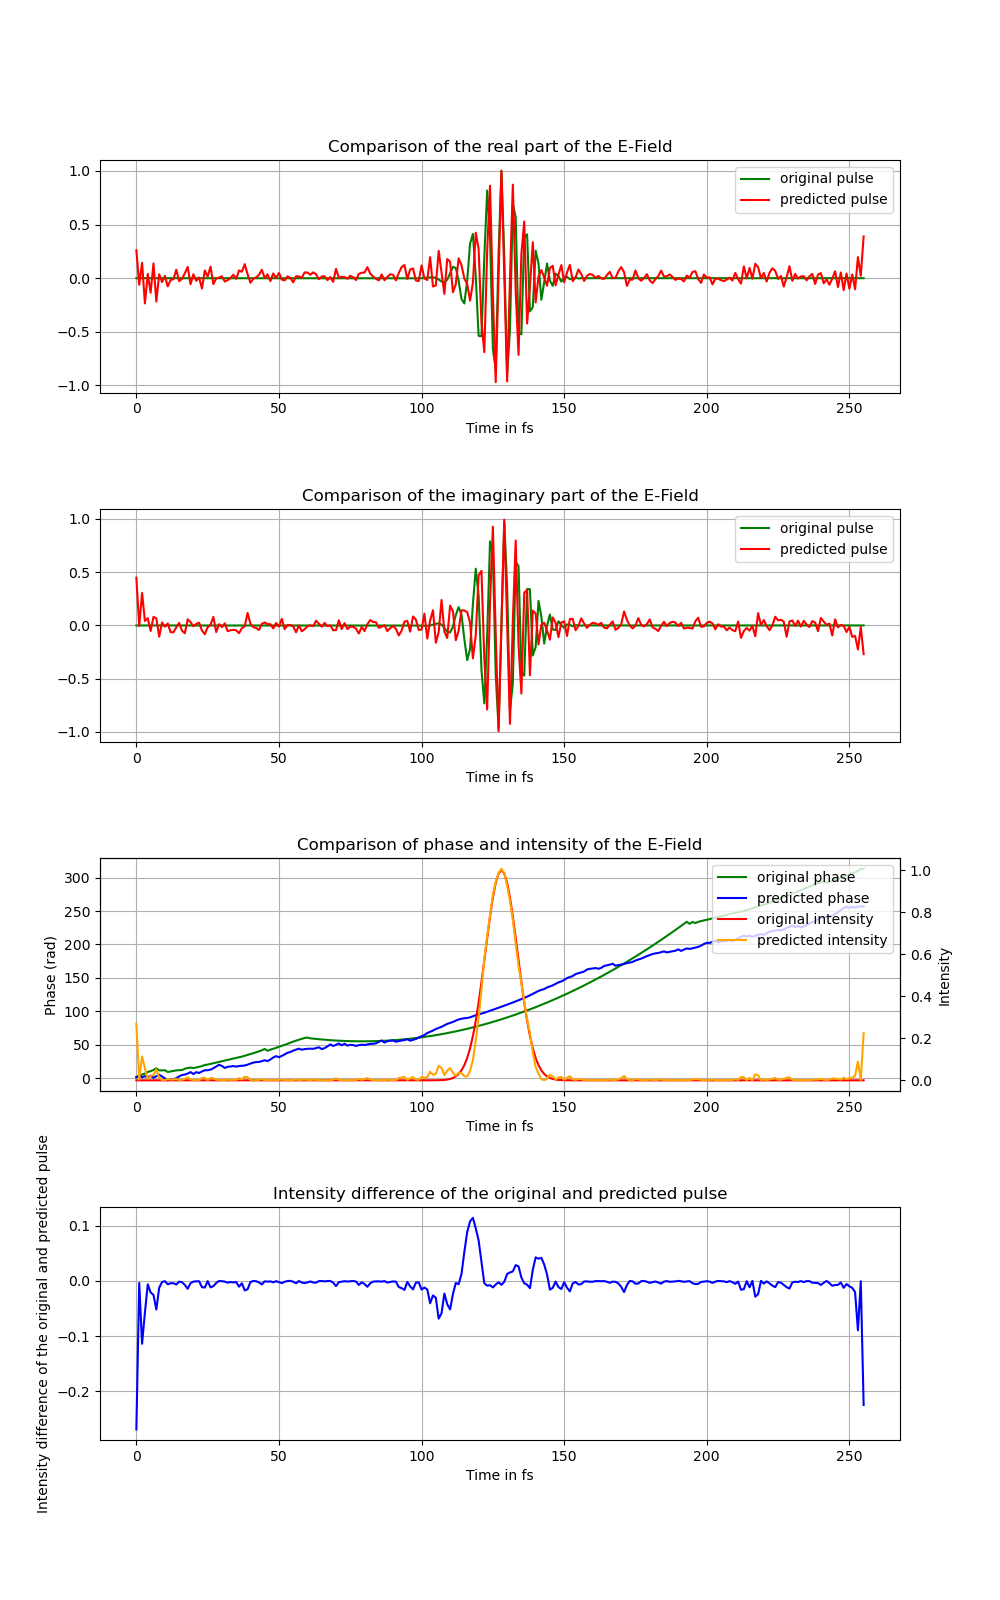 Comparison of the real part of the E-Field
1.0
0.5
0.0
−0.5
−1.0
original pulse
predicted pulse
0 50 100 150 200 250
Time in fs
Comparison of the imaginary part of the E-Field
1.0
0.5
0.0
−0.5
−1.0
original pulse
predicted pulse
0 50 100 150 200 250
Time in fs
Comparison of phase and intensity of the E-Field
Phase (rad)
300
250
200
150
100
50
0
original phase
predicted phase
original intensity
predicted intensity
1.0
0.8
0.6
0.4
0.2
0.0
Intensity
0 50 100 150 200 250
Time in fs
Intensity difference of the original and predicted pulse
Intensity difference of the original and predicted pulse
0.1
0.0
−0.1
−0.2
0 50 100 150 200 250
Time in fs